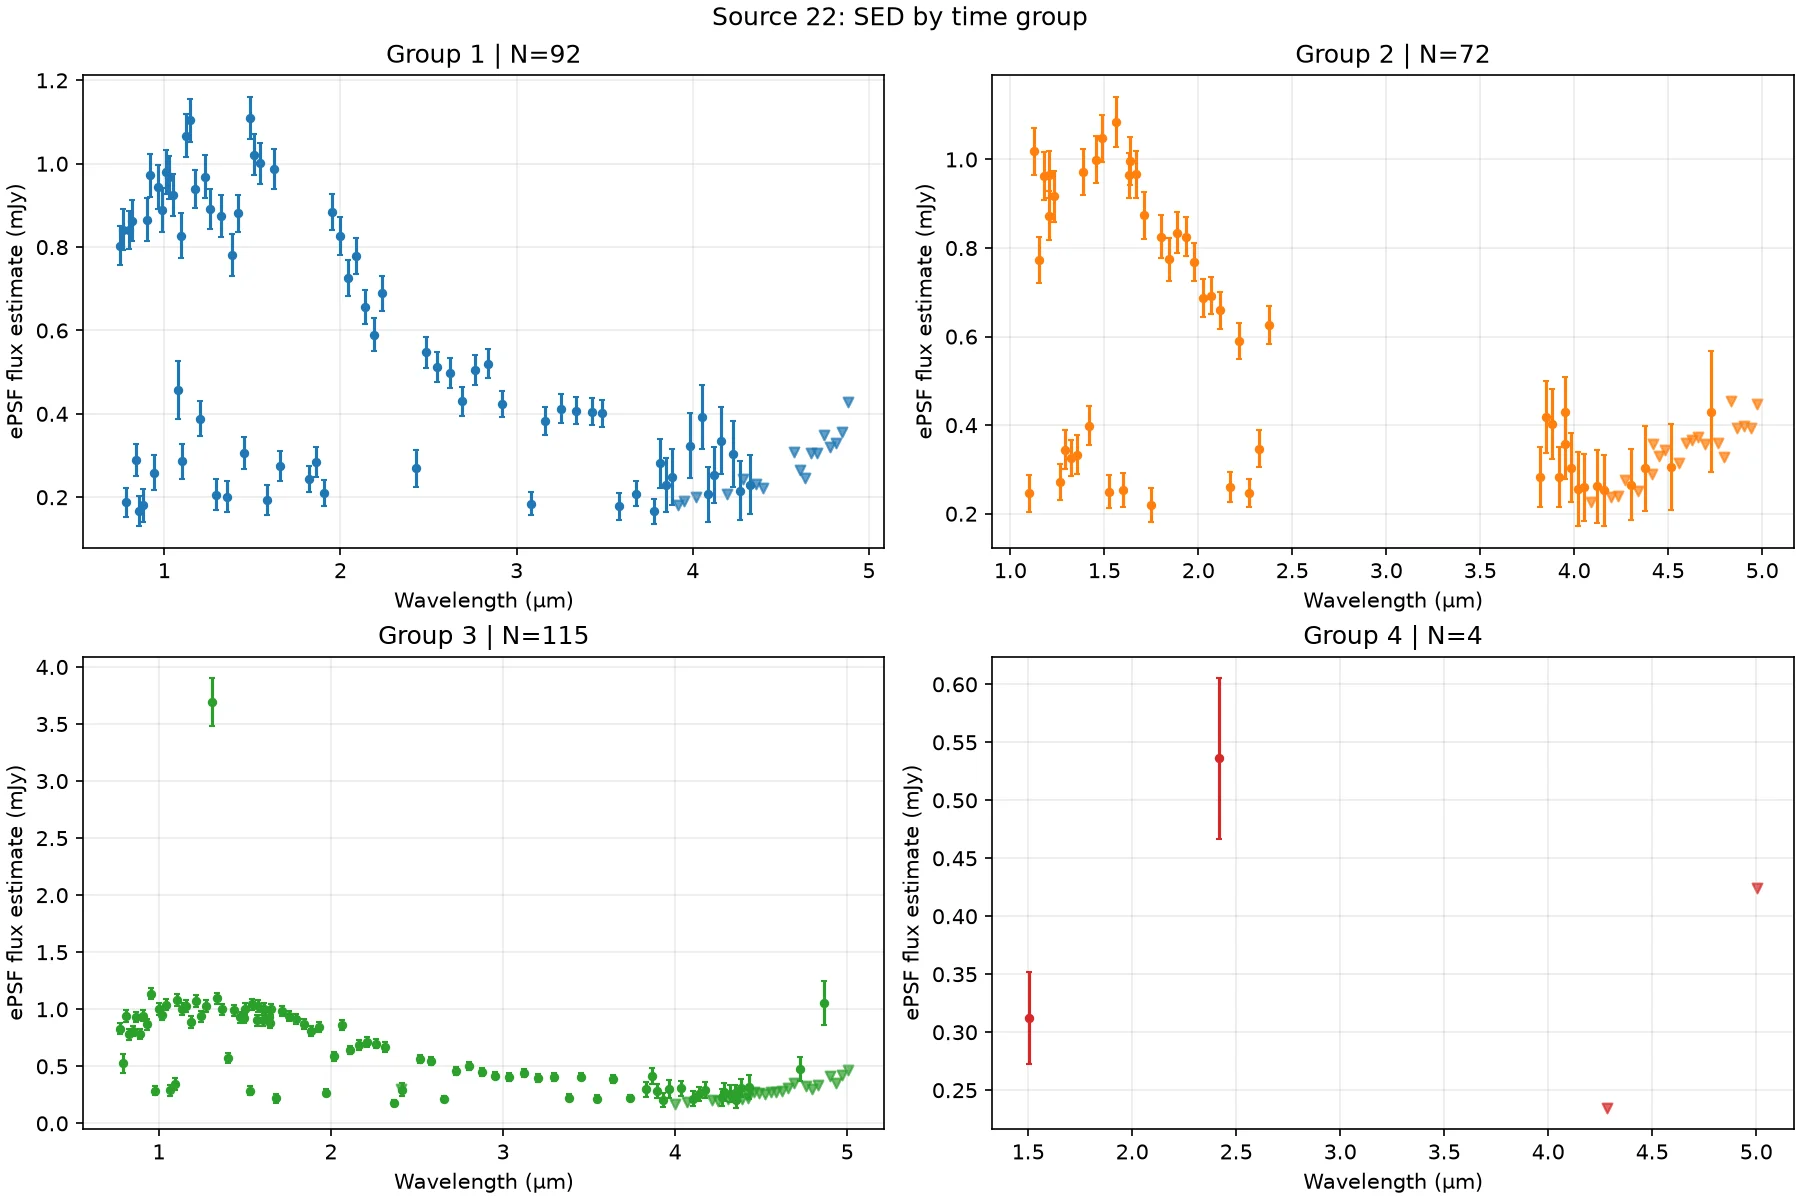 Source 22: SED by time group
Group 1 | N=92
ePSF flux estimate (mJy)
1.2
1.0
0.8
0.6
0.4
0.2
1 2 3 4 5
Wavelength (μm)
Group 2 | N=72
ePSF flux estimate (mJy)
1.0
0.8
0.6
0.4
0.2
1.0 1.5 2.0 2.5 3.0 3.5 4.0 4.5 5.0
Wavelength (μm)
Group 3 | N=115
ePSF flux estimate (mJy)
4.0
3.5
3.0
2.5
2.0
1.5
1.0
0.5
0.0
1 2 3 4 5
Wavelength (μm)
Group 4 | N=4
ePSF flux estimate (mJy)
0.60
0.55
0.50
0.45
0.40
0.35
0.30
0.25
1.5 2.0 2.5 3.0 3.5 4.0 4.5 5.0
Wavelength (μm)